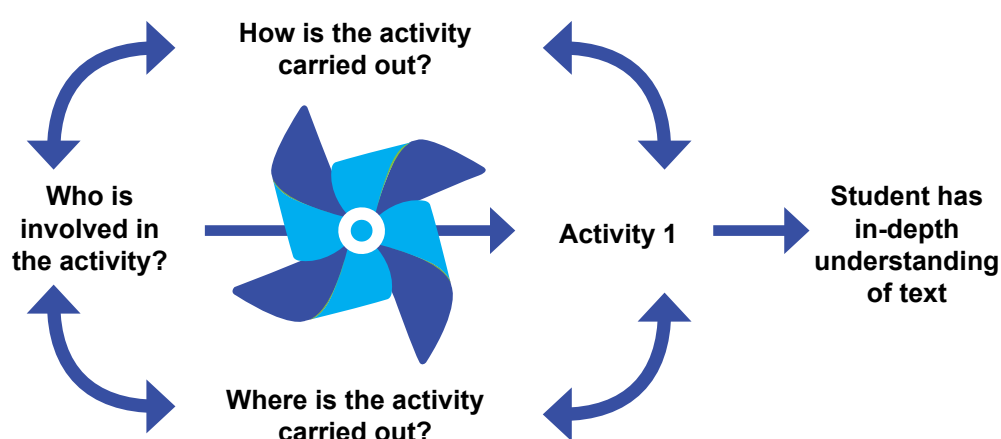 How is the activity
carried out?
Who is
involved in
the activity?
Activity 1
Student has
in-depth
understanding
of text
Where is the activity
carried out?